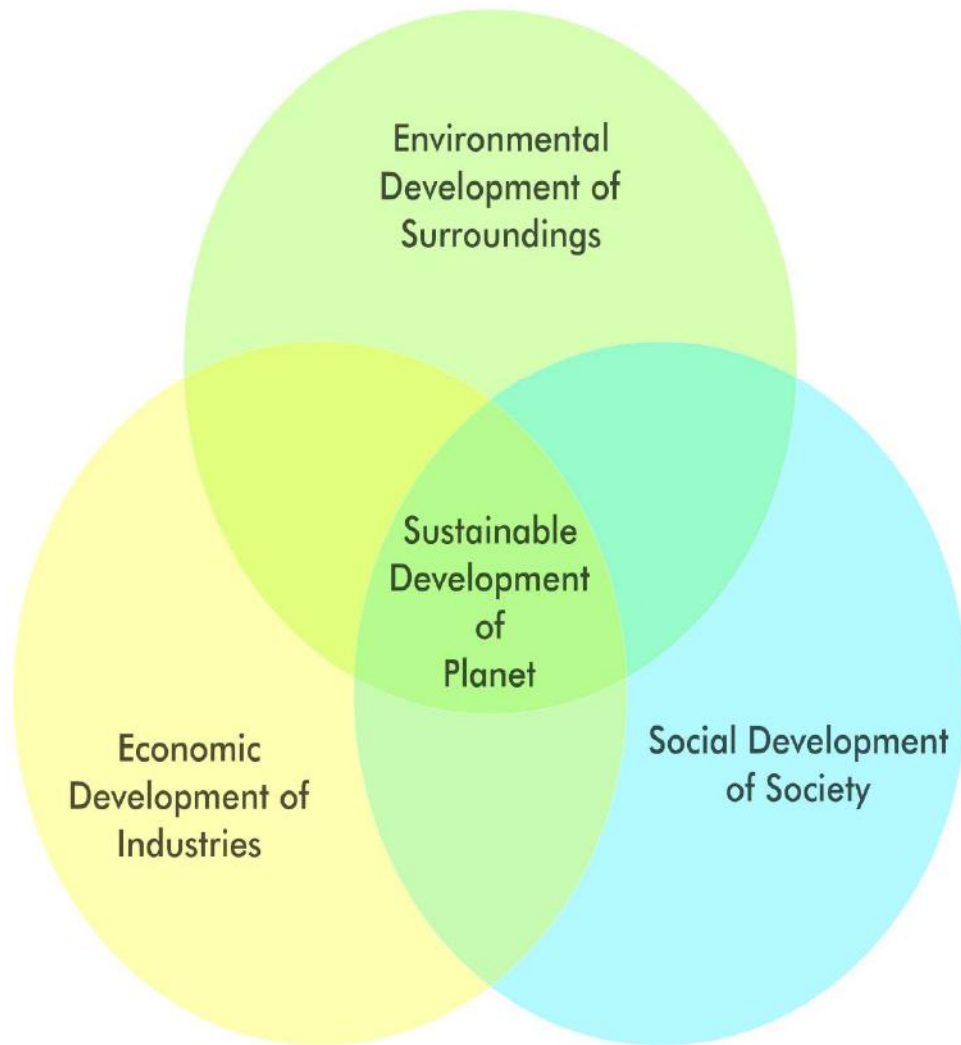 Environmental
Development of
Surroundings
Sustainable
Development
of
Planet
Economic
Development of
Industries
Social Development
of Society